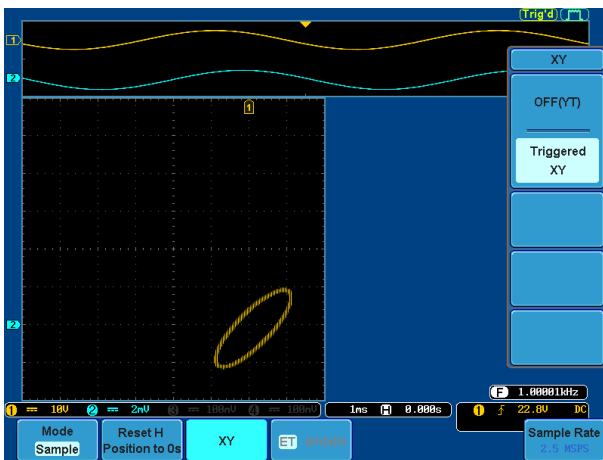 Trig'd
1
2
XY
OFF(YT)
Triggered
XY
1
2
F 1.00001kHz
1 10V 2 2mV 3 100mV 4 100mV 1ms H 0.000s 1 22.8V DC
Mode
Sample
Reset H
Position to 0s
XY
ET
Sample Rate
2.5 MSPS